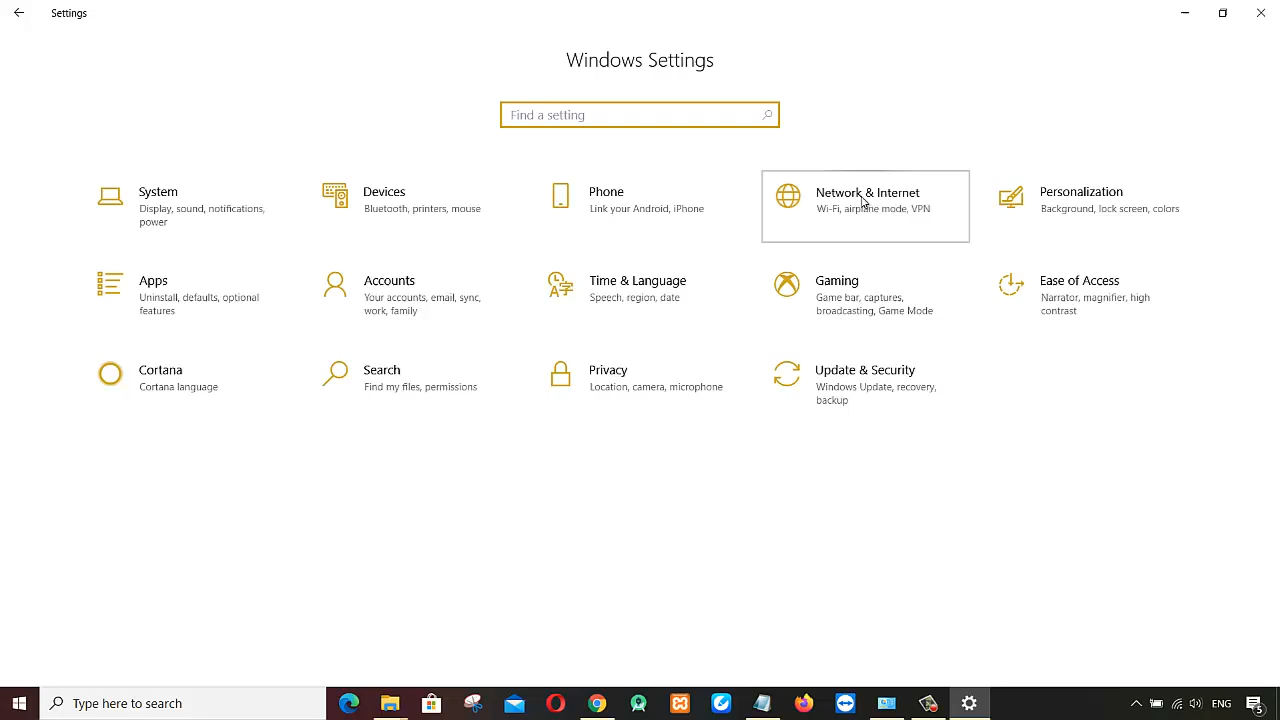 Settings
Windows Settings
Find a setting
System
Display, sound, notifications,
power
Devices
Bluetooth, printers, mouse
Phone
Link your Android, iPhone
Network & Internet
Wi-Fi, airplane mode, VPN
Personalization
Background, lock screen, colors
Apps
Uninstall, defaults, optional
features
Accounts
Your accounts, email, sync,
work, family
Time & Language
Speech, region, date
Gaming
Game bar, captures,
broadcasting, Game Mode
Ease of Access
Narrator, magnifier, high
contrast
Cortana
Cortana language
Search
Find my files, permissions
Privacy
Location, camera, microphone
Update & Security
Windows Update, recovery,
backup
Type here to search
ENG
5